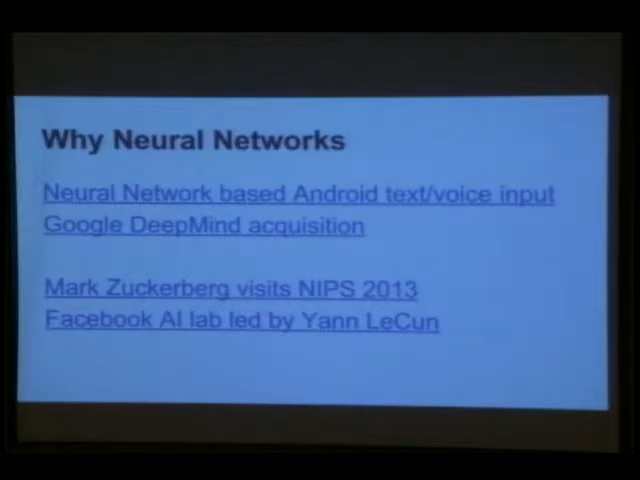 Why Neural Networks
Neural Network based Android text/voice input
Google DeepMind acquisition
Mark Zuckerberg visits NIPS 2013
Facebook AI lab led by Yann LeCun